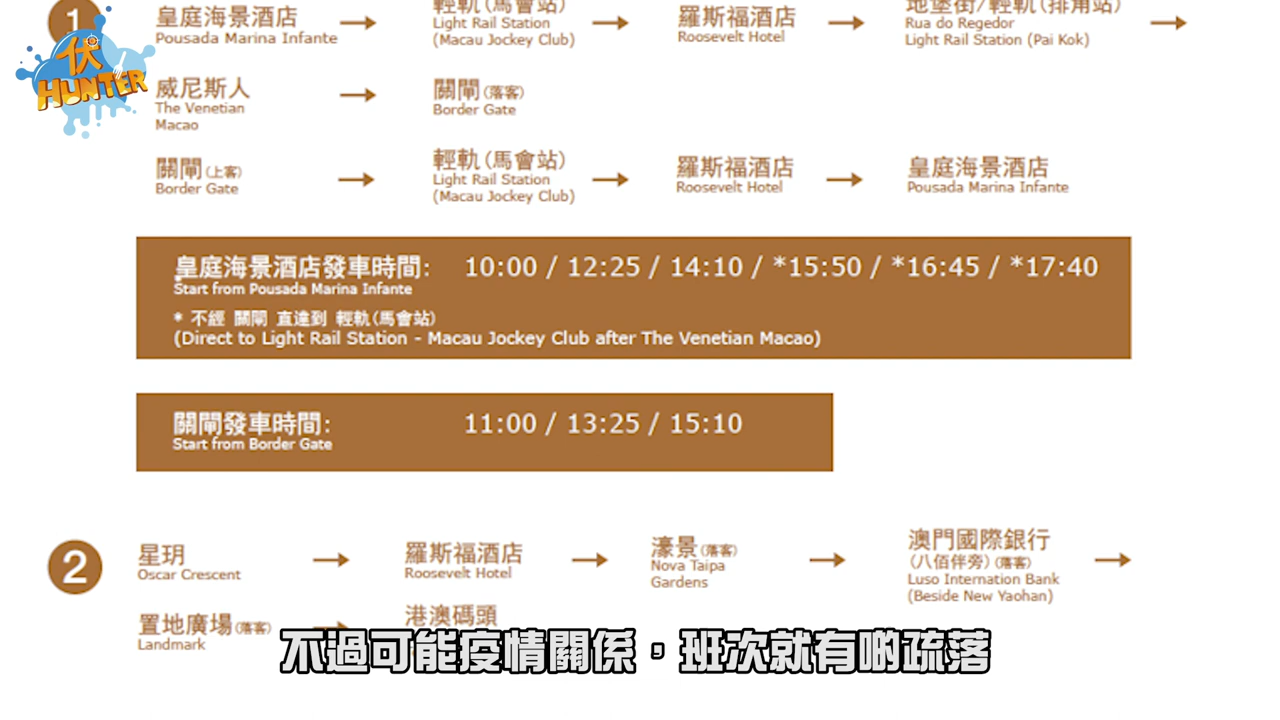 1 皇庭海景酒店 → 輕軌(馬會站) → 羅斯福酒店 → 地堡街/輕軌(排角站) →
Pousada Marina Infante Light Rail Station Roosevelt Hotel Rua do Regedor
(Macau Jockey Club) Light Rail Station (Pai Kok)
伏
HUNTER
威尼斯人 → 關閘(落客)
The Venetian Border Gate
Macao
關閘(上客) → 輕軌(馬會站) → 羅斯福酒店 → 皇庭海景酒店
Border Gate Light Rail Station Roosevelt Hotel Pousada Marina Infante
(Macau Jockey Club)
皇庭海景酒店發車時間: 10:00 / 12:25 / 14:10 / *15:50 / *16:45 / *17:40
Start from Pousada Marina Infante
* 不經 關閘 直達到 輕軌(馬會站)
(Direct to Light Rail Station - Macau Jockey Club after The Venetian Macao)
關閘發車時間: 11:00 / 13:25 / 15:10
Start from Border Gate
2 星玥 → 羅斯福酒店 → 濠景(落客) → 澳門國際銀行 →
Oscar Crescent Roosevelt Hotel Nova Taipa (八佰伴旁)(落客)
Gardens Luso Internation Bank
(Beside New Yaohan)
置地廣場(落客) → 港澳碼頭
Landmark
不過可能疫情關係，班次就有啲疏落